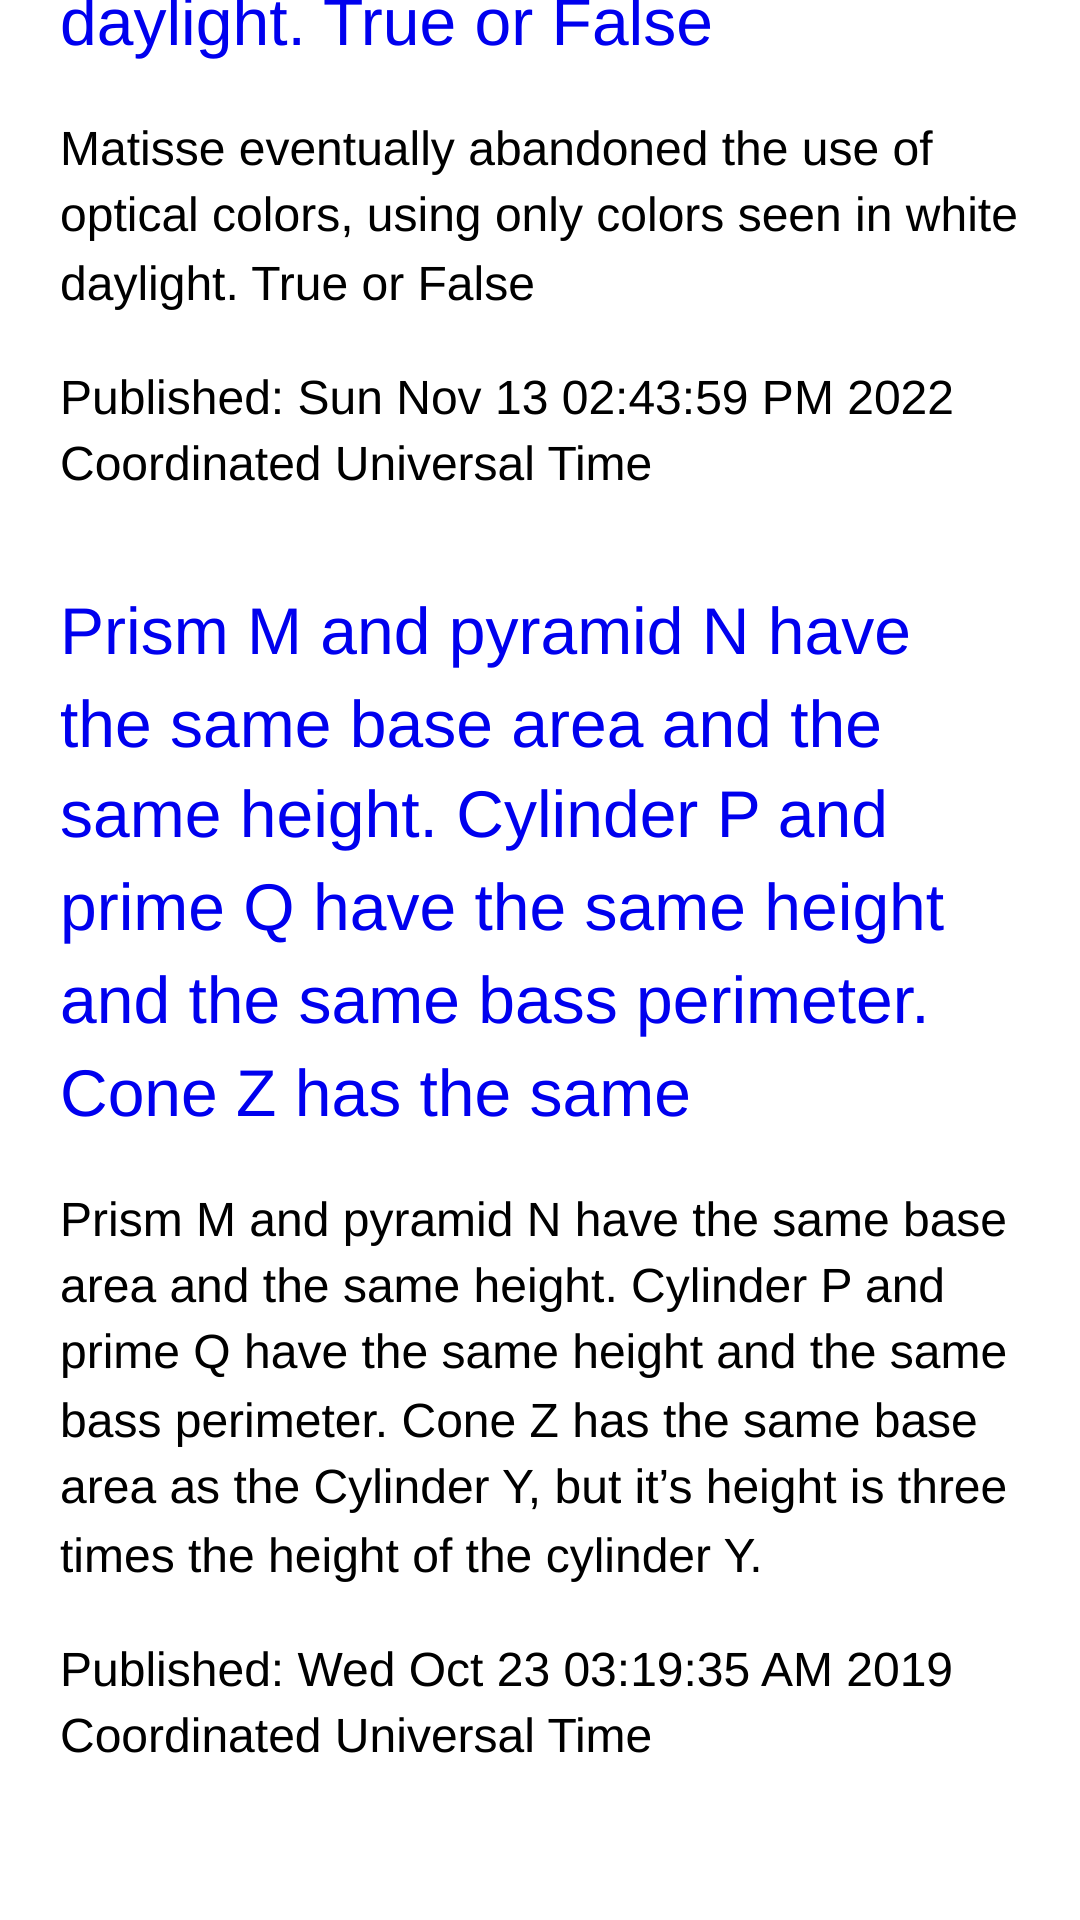 daylight. True or False
Matisse eventually abandoned the use of
optical colors, using only colors seen in white
daylight. True or False
Published: Sun Nov 13 02:43:59 PM 2022
Coordinated Universal Time
Prism M and pyramid N have
the same base area and the
same height. Cylinder P and
prime Q have the same height
and the same bass perimeter.
Cone Z has the same
Prism M and pyramid N have the same base
area and the same height. Cylinder P and
prime Q have the same height and the same
bass perimeter. Cone Z has the same base
area as the Cylinder Y, but it’s height is three
times the height of the cylinder Y.
Published: Wed Oct 23 03:19:35 AM 2019
Coordinated Universal Time